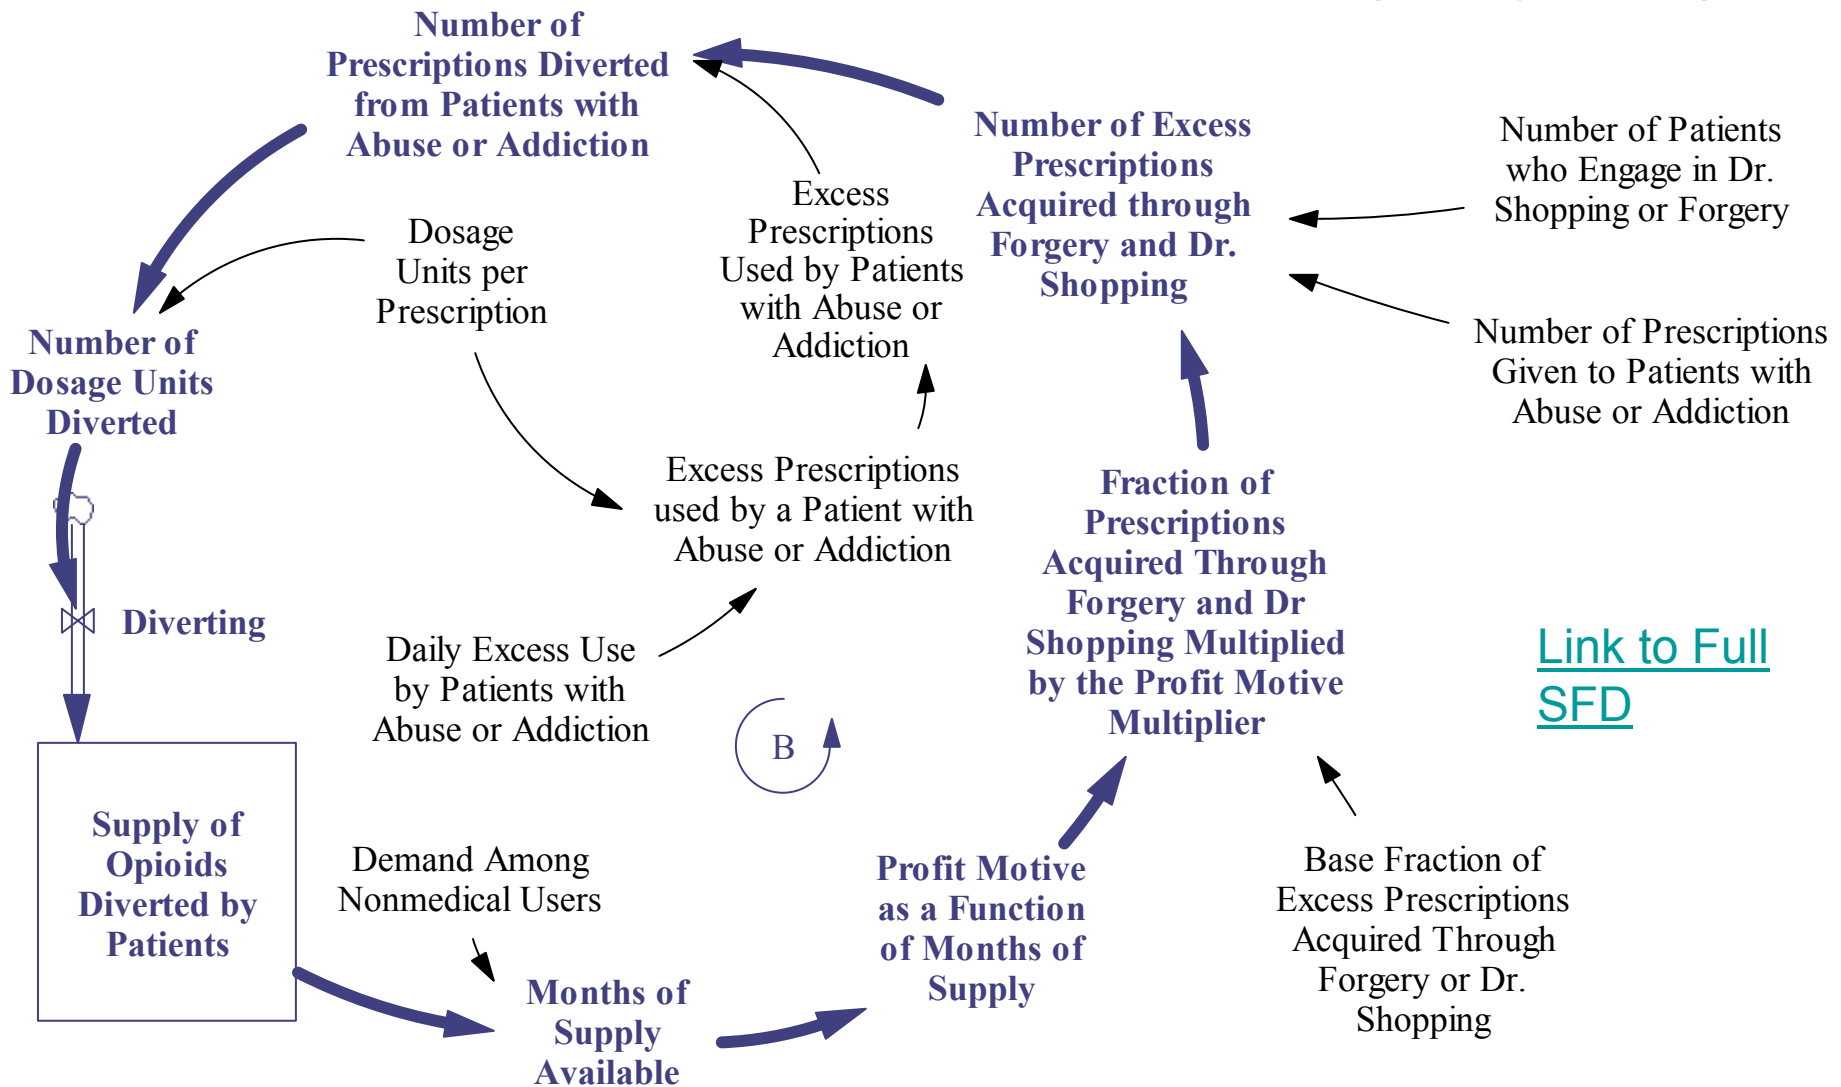 Number of
Prescriptions Diverted
from Patients with
Abuse or Addiction
Number of Excess
Prescriptions
Acquired through
Forgery and Dr.
Shopping
Number of Patients
who Engage in Dr.
Shopping or Forgery
Excess
Prescriptions
Used by Patients
with Abuse or
Addiction
Dosage
Units per
Prescription
Number of
Dosage Units
Diverted
Number of Prescriptions
Given to Patients with
Abuse or Addiction
Excess Prescriptions
used by a Patient with
Abuse or Addiction
Fraction of
Prescriptions
Acquired Through
Forgery and Dr
Shopping Multiplied
by the Profit Motive
Multiplier
Diverting
Daily Excess Use
by Patients with
Abuse or Addiction
Link to Full
SFD
B
Supply of
Opioids
Diverted by
Patients
Demand Among
Nonmedical Users
Profit Motive
as a Function
of Months of
Supply
Base Fraction of
Excess Prescriptions
Acquired Through
Forgery or Dr.
Shopping
Months of
Supply
Available